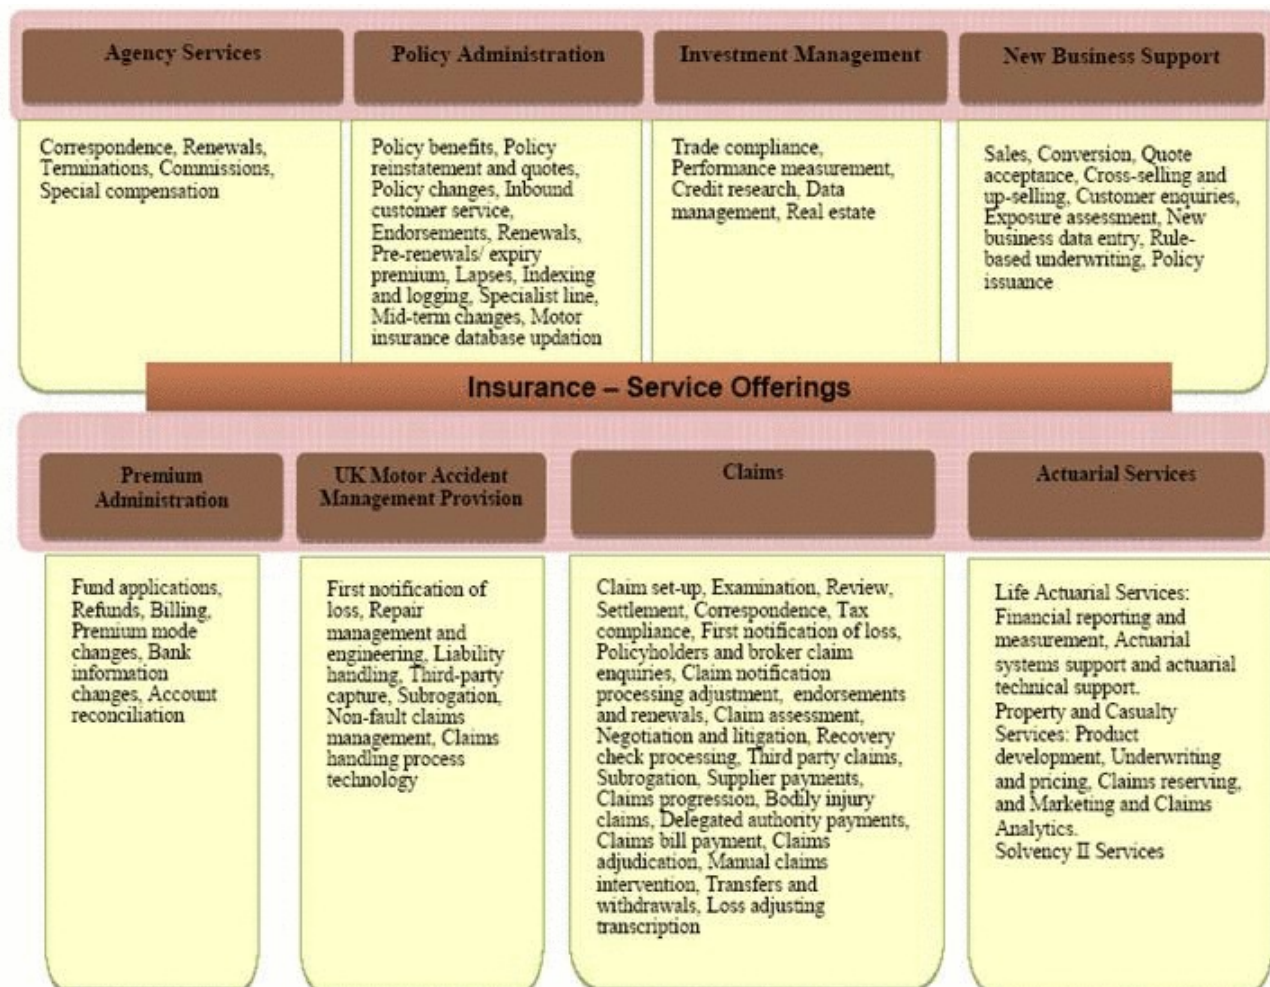 Agency Services
Correspondence, Renewals,
Terminations, Commissions,
Special compensation
Policy Administration
Policy benefits, Policy
reinstatement and quotes,
Policy changes, Inbound
customer service,
Endorsements, Renewals,
Pre-renewals/ expiry
premium, Lapses, Indexing
and logging, Specialist line,
Mid-term changes, Motor
insurance database updation
Investment Management
Trade compliance,
Performance measurement,
Credit research, Data
management, Real estate
New Business Support
Sales, Conversion, Quote
acceptance, Cross-selling and
up-selling, Customer enquiries,
Exposure assessment, New
business data entry, Rule-
based underwriting, Policy
issuance
Insurance – Service Offerings
Premium
Administration
Fund applications,
Refunds, Billing,
Premium mode
changes, Bank
information
changes, Account
reconciliation
UK Motor Accident
Management Provision
First notification of
loss, Repair
management and
engineering, Liability
handling, Third-party
capture, Subrogation,
Non-fault claims
management, Claims
handling process
technology
Claims
Claim set-up, Examination, Review,
Settlement, Correspondence, Tax
compliance, First notification of loss,
Policyholders and broker claim
enquiries, Claim notification
processing adjustment, endorsements
and renewals, Claim assessment,
Negotiation and litigation, Recovery
check processing, Third party claims,
Subrogation, Supplier payments,
Claims progression, Bodily injury
claims, Delegated authority payments,
Claims bill payment, Claims
adjudication, Manual claims
intervention, Transfers and
withdrawals, Loss adjusting
transcription
Actuarial Services
Life Actuarial Services:
Financial reporting and
measurement, Actuarial
systems support and actuarial
technical support.
Property and Casualty
Services: Product
development, Underwriting
and pricing, Claims reserving,
and Marketing and Claims
Analytics.
Solvency II Services